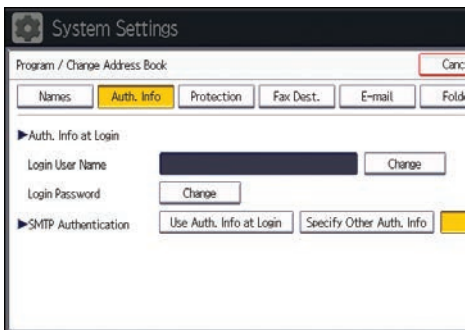 System Settings
Program / Change Address Book
Names Auth. Info Protection Fax Dest. E-mail
▶Auth. Info at Login
Login User Name Change
Login Password Change
▶SMTP Authentication Use Auth. Info at Login Specify Other Auth. Info